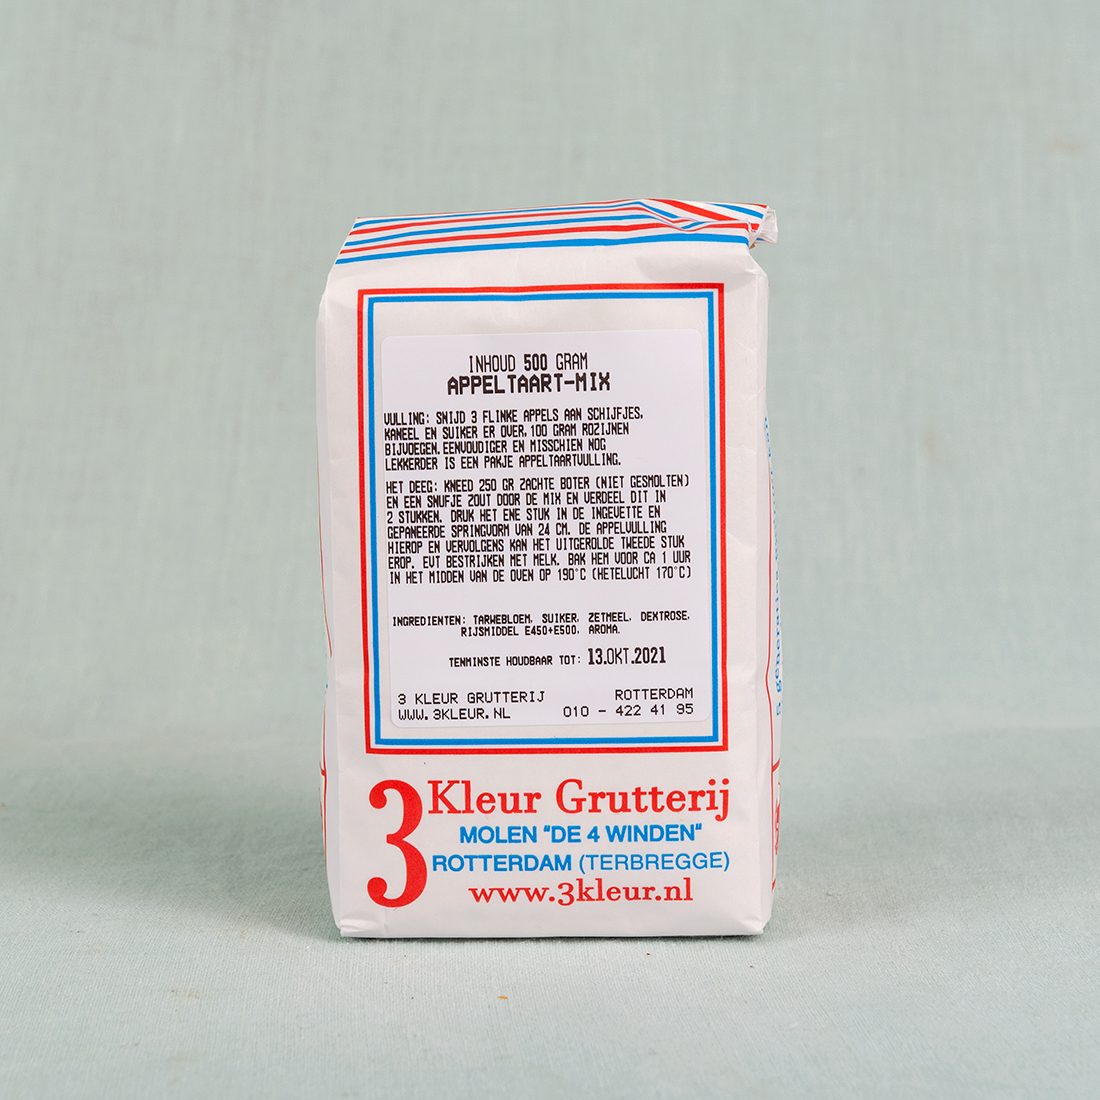 INHOUD 500 GRAM
APPELTAART-MIX
VULLING: SNIJD 3 FLINKE APPELS AAN SCHIJFJES,
KANEEL EN SUIKER ER OVER, 100 GRAM ROZIJNEN
BIJVOEGEN. EENVOUDIGER EN MISSCHIEN NOG
LEKKERDER IS EEN PAKJE APPELTAARTVULLING.
HET DEEG: KNEED 250 GR ZACHTE BOTER (NIET GESMOLTEN)
EN EEN SNUFJE ZOUT DOOR DE MIX EN VERDEEL DIT IN
2 STUKKEN. DRUK HET ENE STUK IN DE INGEVETTE EN
GEPANEERDE SPRINGVORM VAN 24 CM. DE APPELVULLING
HIEROP EN VERVOLGENS KAN HET UITGEROLDE TWEEDE STUK
EROP. EVT BESTRIJKEN MET MELK. BAK HEM VOOR CA 1 UUR
IN HET MIDDEN VAN DE OVEN OP 190°C (HETELUCHT 170°C)
INGREDIENTEN: TARWEBLOEM, SUIKER, ZETMEEL, DEXTROSE,
RIJSMIDDEL E450+E500, AROMA.
TENMINSTE HOUDBAAR TOT: 13.OKT.2021
3 KLEUR GRUTTERIJ ROTTERDAM
WWW.3KLEUR.NL 010 - 422 41 95
3 Kleur Grutterij
MOLEN "DE 4 WINDEN"
ROTTERDAM (TERBREGGE)
www.3kleur.nl